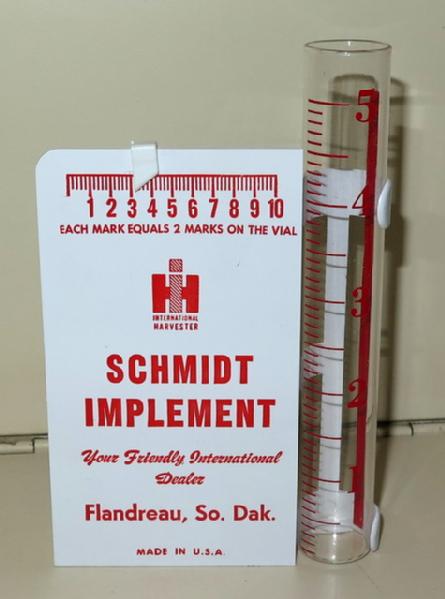 1 2 3 4 5 6 7 8 9 10
EACH MARK EQUALS 2 MARKS ON THE VIAL
IH
INTERNATIONAL
HARVESTER
SCHMIDT
IMPLEMENT
Your Friendly International
Dealer
Flandreau, So. Dak.
MADE IN U.S.A.
5
4
3
2
1